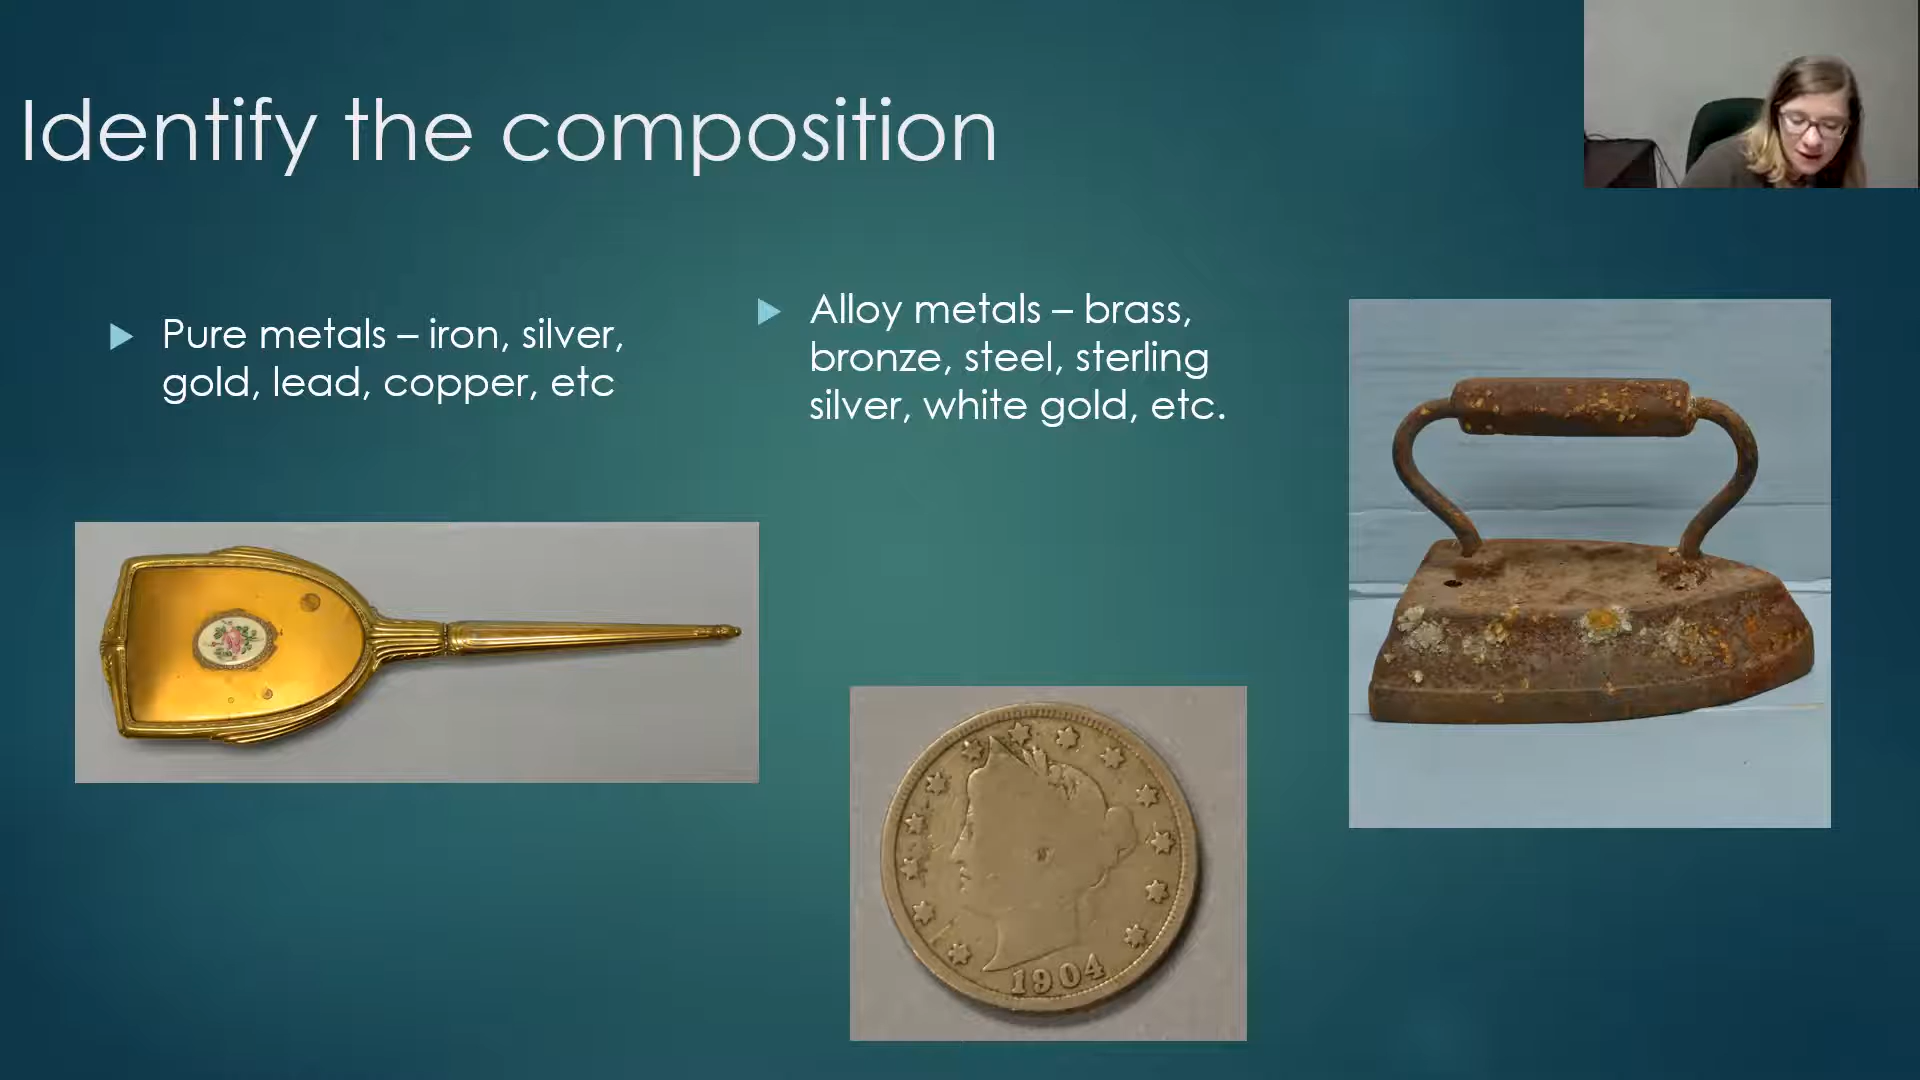 Identify the composition
Pure metals – iron, silver,
gold, lead, copper, etc
Alloy metals – brass,
bronze, steel, sterling
silver, white gold, etc.
1904